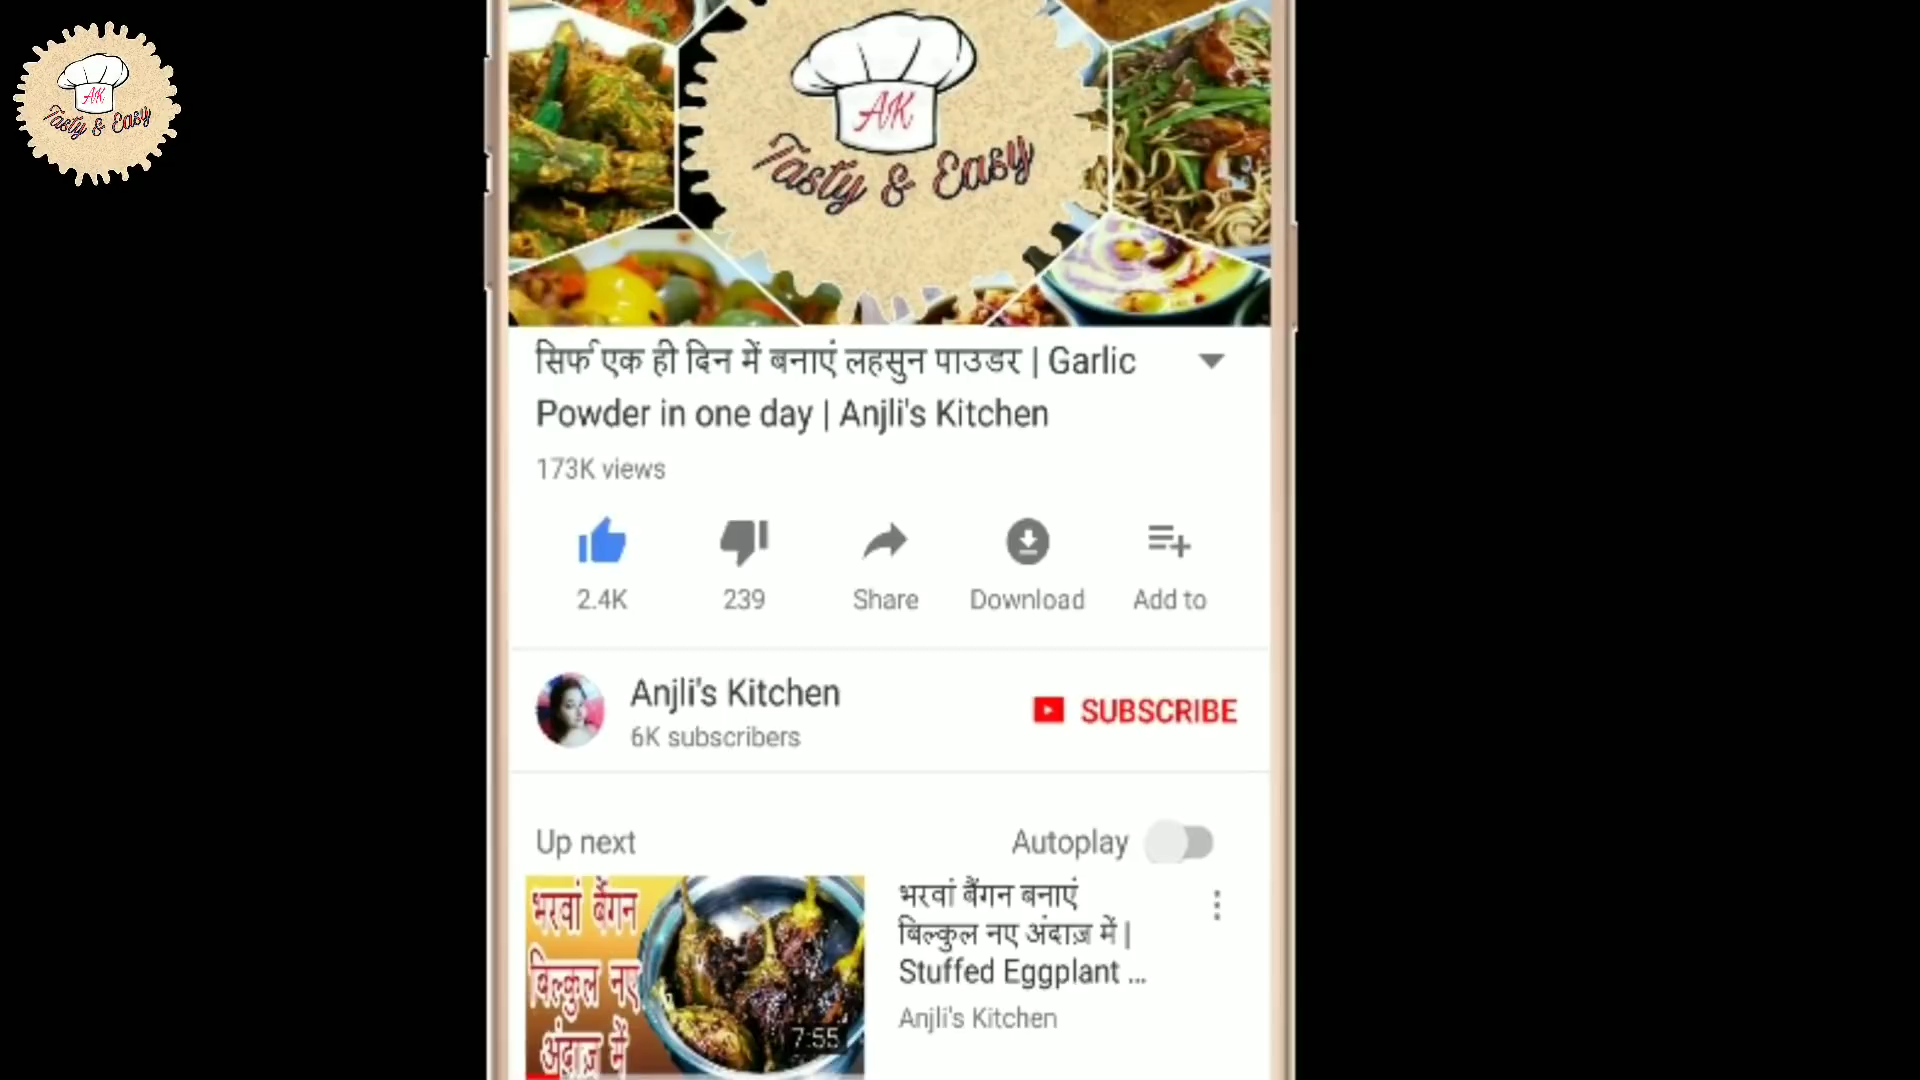 AK
Tasty & Easy
AK
Tasty & Easy
सिर्फ एक ही दिन में बनाएं लहसुन पाउडर | Garlic
Powder in one day | Anjli's Kitchen
173K views
2.4K
239
Share
Download
Add to
Anjli's Kitchen
6K subscribers
SUBSCRIBE
Up next
Autoplay
भरवां बैंगन
बिल्कुल नए
अंदाज़ में
7:55
भरवां बैंगन बनाएं
बिल्कुल नए अंदाज़ में |
Stuffed Eggplant ...
Anjli's Kitchen